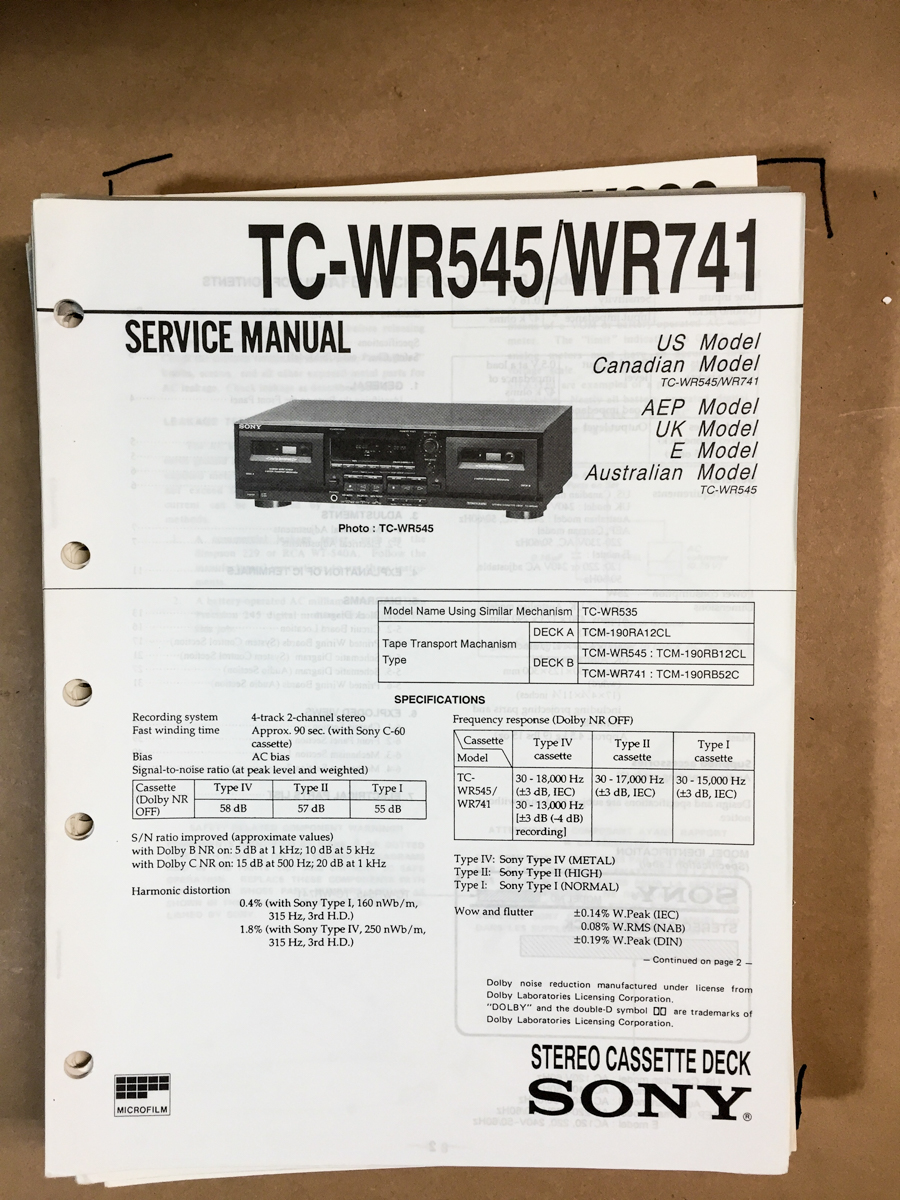 TC-WR545/WR741
SERVICE MANUAL
US Model
Canadian Model
TC-WR545/WR741
AEP Model
UK Model
E Model
Australian Model
TC-WR545
SONY
Photo : TC-WR545
Model Name Using Similar Mechanism TC-WR535
Tape Transport Machanism Type DECK A TCM-190RA12CL
DECK B TCM-WR545 : TCM-190RB12CL
TCM-WR741 : TCM-190RB52C
SPECIFICATIONS
Recording system 4-track 2-channel stereo
Fast winding time Approx. 90 sec. (with Sony C-60
cassette)
Bias AC bias
Signal-to-noise ratio (at peak level and weighted)
Cassette (Dolby NR OFF) Type IV Type II Type I
58 dB 57 dB 55 dB
S/N ratio improved (approximate values)
with Dolby B NR on: 5 dB at 1 kHz; 10 dB at 5 kHz
with Dolby C NR on: 15 dB at 500 Hz; 20 dB at 1 kHz
Harmonic distortion
0.4% (with Sony Type I, 160 nWb/m,
315 Hz, 3rd H.D.)
1.8% (with Sony Type IV, 250 nWb/m,
315 Hz, 3rd H.D.)
Frequency response (Dolby NR OFF)
Cassette Type IV Type II Type I
Model cassette cassette cassette
TC- 30 - 18,000 Hz 30 - 17,000 Hz 30 - 15,000 Hz
WR545/ (±3 dB, IEC) (±3 dB, IEC) (±3 dB, IEC)
WR741 30 - 13,000 Hz
[±3 dB (-4 dB)
recording]
Type IV: Sony Type IV (METAL)
Type II: Sony Type II (HIGH)
Type I: Sony Type I (NORMAL)
Wow and flutter ±0.14% W.Peak (IEC)
0.08% W.RMS (NAB)
±0.19% W.Peak (DIN)
— Continued on page 2 —
Dolby noise reduction manufactured under license from
Dolby Laboratories Licensing Corporation.
"DOLBY" and the double-D symbol are trademarks of
Dolby Laboratories Licensing Corporation.
STEREO CASSETTE DECK
SONY®
MICROFILM